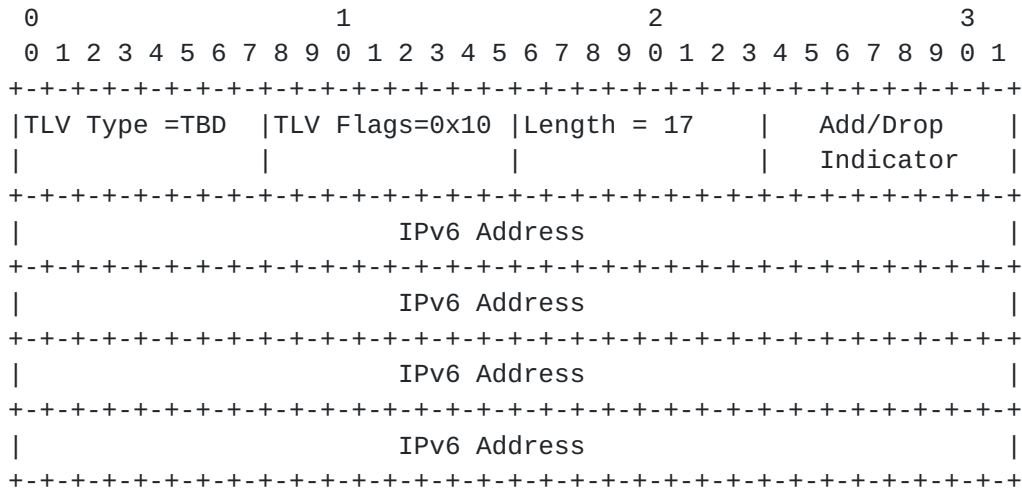 0                   1                   2                   3
 0 1 2 3 4 5 6 7 8 9 0 1 2 3 4 5 6 7 8 9 0 1 2 3 4 5 6 7 8 9 0 1
+-+-+-+-+-+-+-+-+-+-+-+-+-+-+-+-+-+-+-+-+-+-+-+-+-+-+-+-+-+-+-+-+
|TLV Type =TBD  |TLV Flags=0x10 |Length = 17    |   Add/Drop    |
|               |               |               |   Indicator   |
+-+-+-+-+-+-+-+-+-+-+-+-+-+-+-+-+-+-+-+-+-+-+-+-+-+-+-+-+-+-+-+-+
|                        IPv6 Address                           |
+-+-+-+-+-+-+-+-+-+-+-+-+-+-+-+-+-+-+-+-+-+-+-+-+-+-+-+-+-+-+-+-+
|                        IPv6 Address                           |
+-+-+-+-+-+-+-+-+-+-+-+-+-+-+-+-+-+-+-+-+-+-+-+-+-+-+-+-+-+-+-+-+
|                        IPv6 Address                           |
+-+-+-+-+-+-+-+-+-+-+-+-+-+-+-+-+-+-+-+-+-+-+-+-+-+-+-+-+-+-+-+-+
|                        IPv6 Address                           |
+-+-+-+-+-+-+-+-+-+-+-+-+-+-+-+-+-+-+-+-+-+-+-+-+-+-+-+-+-+-+-+-+